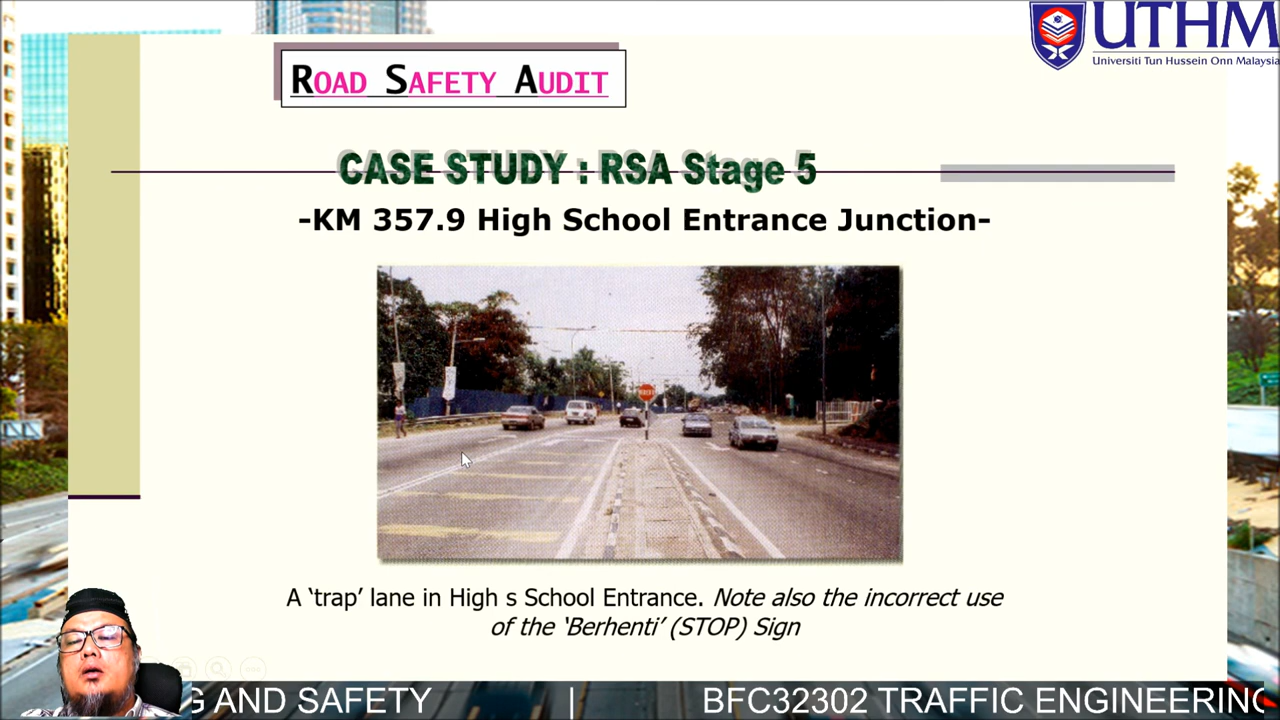 UTHM
Universiti Tun Hussein Onn Malaysia
ROAD SAFETY AUDIT
CASE STUDY : RSA Stage 5
-KM 357.9 High School Entrance Junction-
A ‘trap’ lane in High s School Entrance. Note also the incorrect use
of the ‘Berhenti’ (STOP) Sign
G AND SAFETY | BFC32302 TRAFFIC ENGINEERING